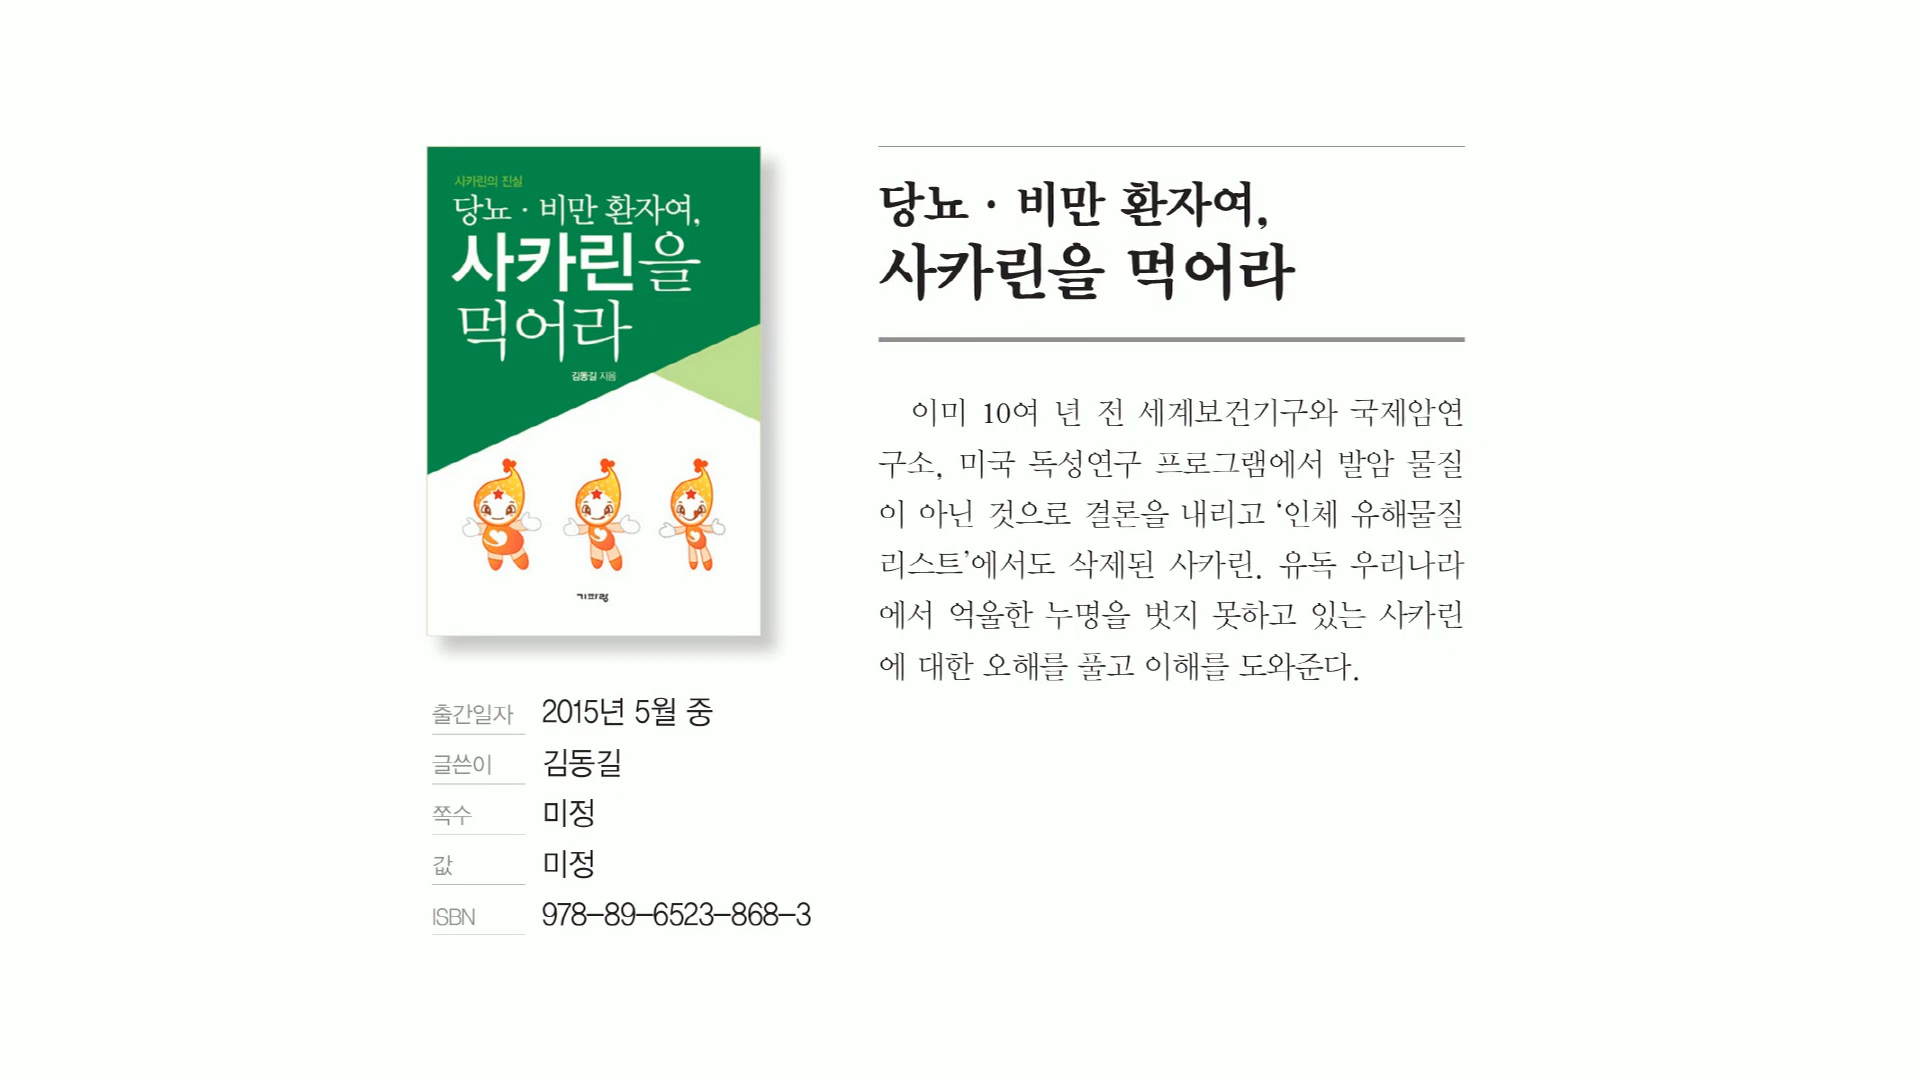 사카린의 진실
당뇨 · 비만 환자여,
사카린을
먹어라
김동길 지음
기파랑
출간일자 2015년 5월 중
글쓴이 김동길
쪽수 미정
값 미정
ISBN 978-89-6523-868-3
당뇨 · 비만 환자여,
사카린을 먹어라
이미 10여 년 전 세계보건기구와 국제암연
구소, 미국 독성연구 프로그램에서 발암 물질
이 아닌 것으로 결론을 내리고 ‘인체 유해물질
리스트’에서도 삭제된 사카린. 유독 우리나라
에서 억울한 누명을 벗지 못하고 있는 사카린
에 대한 오해를 풀고 이해를 도와준다.